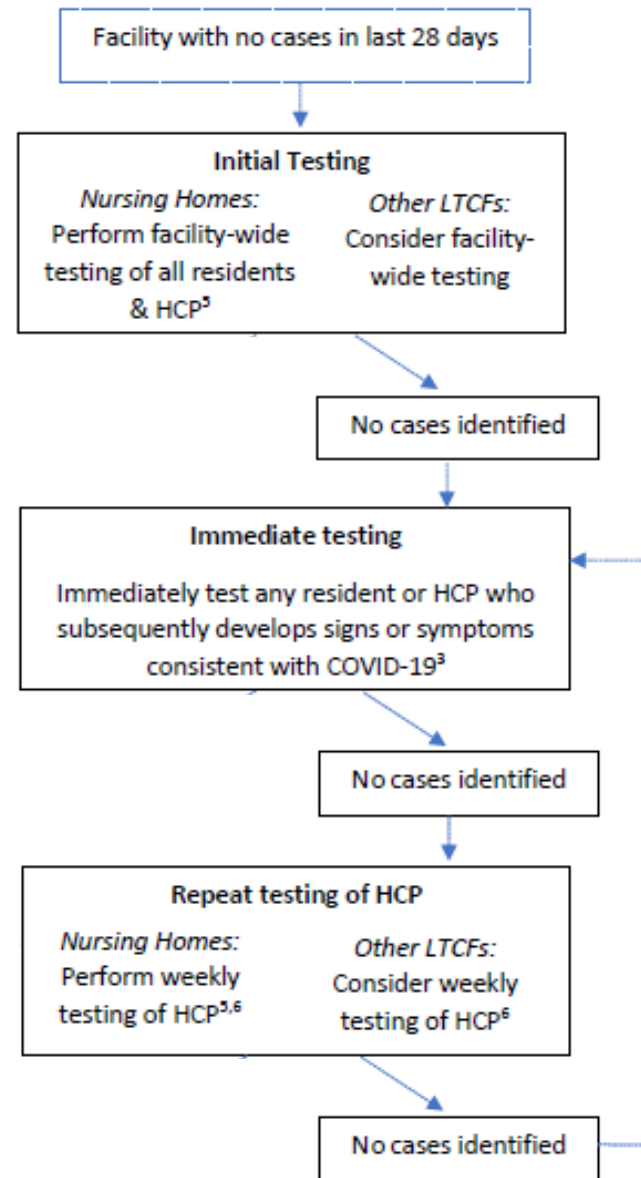 Facility with no cases in last 28 days
Initial Testing
Nursing Homes:
Perform facility-wide
testing of all residents
& HCP⁵
Other LTCFs:
Consider facility-
wide testing
No cases identified
Immediate testing
Immediately test any resident or HCP who
subsequently develops signs or symptoms
consistent with COVID-19³
No cases identified
Repeat testing of HCP
Nursing Homes:
Perform weekly
testing of HCP⁵,⁶
Other LTCFs:
Consider weekly
testing of HCP⁶
No cases identified